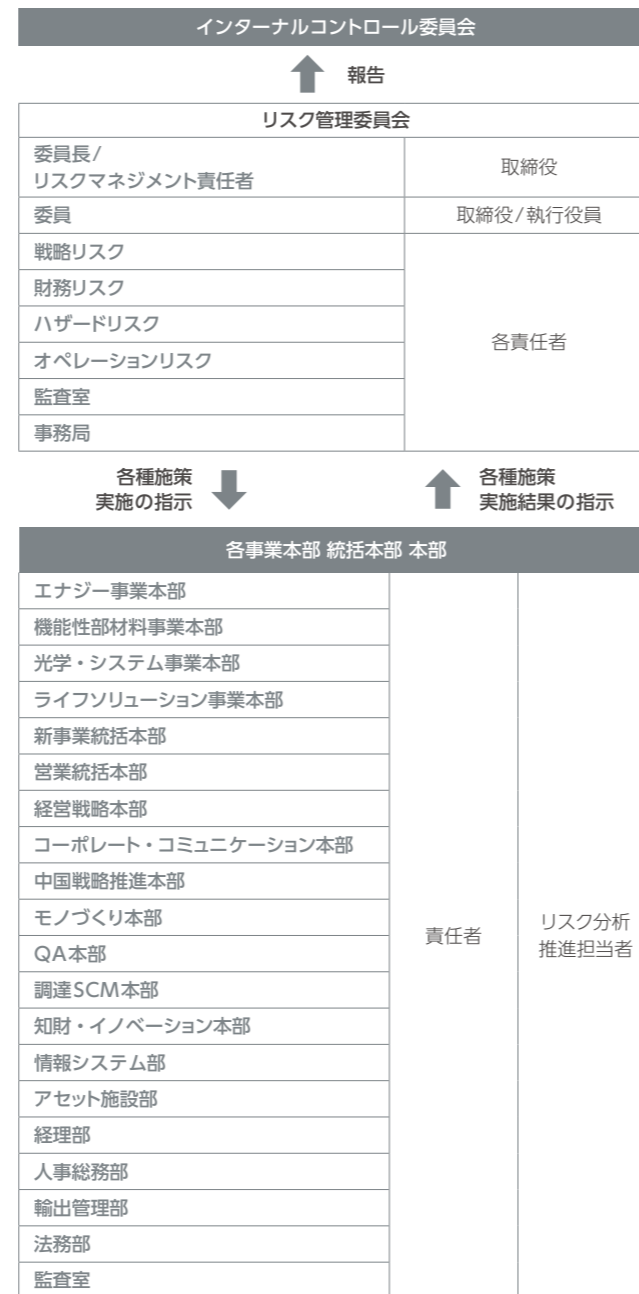 インターナルコントロール委員会
報告
リスク管理委員会
委員長/
リスクマネジメント責任者
取締役
委員
取締役/執行役員
戦略リスク
財務リスク
ハザードリスク
オペレーションリスク
監査室
事務局
各責任者
各種施策
実施の指示
各種施策
実施結果の指示
各事業本部 統括本部 本部
エナジー事業本部
機能性部材料事業本部
光学・システム事業本部
ライフソリューション事業本部
新事業統括本部
営業統括本部
経営戦略本部
コーポレート・コミュニケーション本部
中国戦略推進本部
モノづくり本部
QA本部
調達SCM本部
知財・イノベーション本部
情報システム部
アセット施設部
経理部
人事総務部
輸出管理部
法務部
監査室
責任者
リスク分析
推進担当者